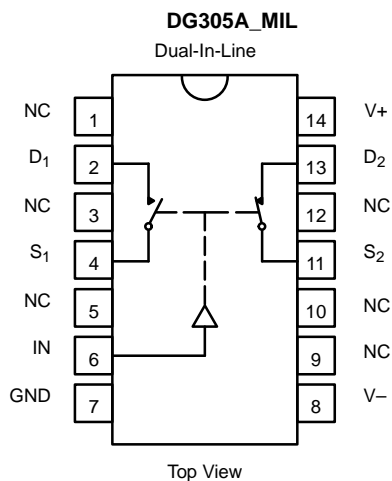 DG305A_MIL
Dual-In-Line
NC 1 14 V+
D1 2 13 D2
NC 3 12 NC
S1 4 11 S2
NC 5 10 NC
IN 6 9 NC
GND 7 8 V–
Top View